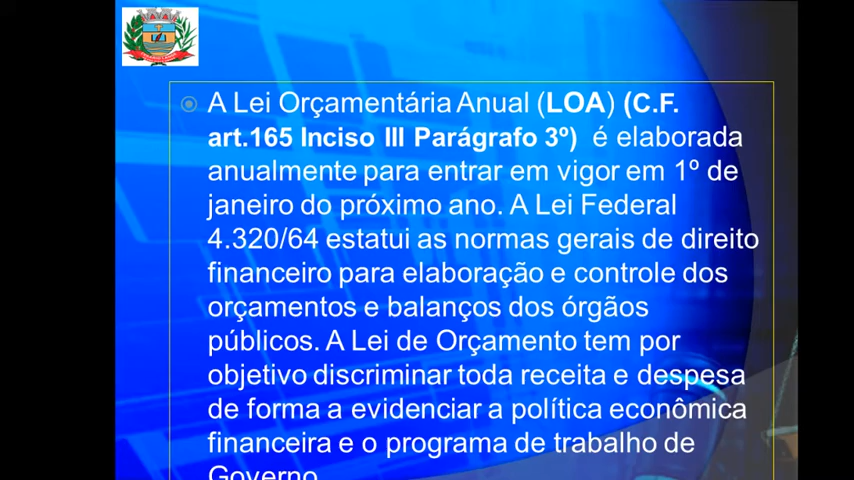 A Lei Orçamentária Anual (LOA) (C.F.
art.165 Inciso III Parágrafo 3º) é elaborada
anualmente para entrar em vigor em 1º de
janeiro do próximo ano. A Lei Federal
4.320/64 estatui as normas gerais de direito
financeiro para elaboração e controle dos
orçamentos e balanços dos órgãos
públicos. A Lei de Orçamento tem por
objetivo discriminar toda receita e despesa
de forma a evidenciar a política econômica
financeira e o programa de trabalho de
Governo